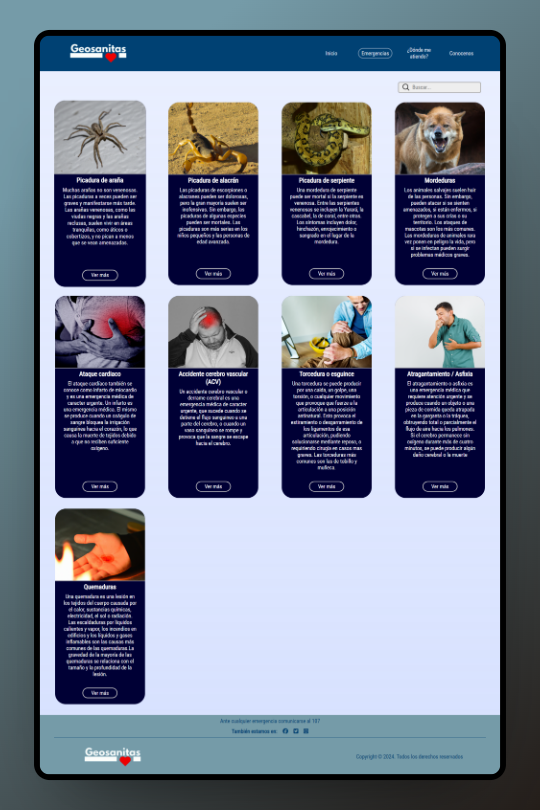 Geosanitas
Inicio
Emergencias
¿Dónde me
atiendo?
Conocenos
Buscar...
Picadura de araña
Muchas arañas no son venenosas.
Las picaduras a veces pueden ser
graves y manifestarse más tarde.
Las arañas venenosas, como las
viudas negras y las arañas
reclusas, suelen vivir en áreas
tranquilas, como áticos o
cobertizos, y no pican a menos
que se vean amenazadas.
Ver más
Picadura de alacrán
Las picaduras de escorpiones o
alacranes pueden ser dolorosas,
pero la gran mayoría suelen ser
inofensivas. Sin embargo, las
picaduras de algunas especies
pueden ser mortales. Las
picaduras son más serias en los
niños pequeños y las personas de
edad avanzada.
Ver más
Picadura de serpiente
Una mordedura de serpiente
puede ser mortal si la serpiente es
venenosa. Entre las serpientes
venenosas se incluyen la Yarará, la
cascabel, la de coral, entre otras.
Los síntomas incluyen dolor,
hinchazón, enrojecimiento o
sangrado en el lugar de la
mordedura.
Ver más
Mordeduras
Los animales salvajes suelen huir
de las personas. Sin embargo,
pueden atacar si se sienten
amenazados, si están enfermos, si
protegen a sus crías o su
territorio. Los ataques de
mascotas son los más comunes.
Las mordeduras de animales rara
vez ponen en peligro la vida, pero
si se infectan pueden surgir
problemas médicos graves.
Ver más
Ataque cardíaco
El ataque cardíaco también se
conoce como infarto de miocardio
y es una emergencia médica de
caracter urgente. Un infarto es
una emergencia médica. El mismo
se produce cuando un coágulo de
sangre bloquea la irrigación
sanguínea hacia el corazón, lo que
causa la muerte de tejidos debido
a que no reciben suficiente
oxígeno.
Ver más
Accidente cerebro vascular
(ACV)
Un accidente cerebro vascular o
derrame cerebral es una
emergencia médica de caracter
urgente, que sucede cuando se
detiene el flujo sanguíneo a una
parte del cerebro, o cuando un
vaso sanguíneo se rompe y
provoca que la sangre se escape
hacia el cerebro.
Ver más
Torcedura o esguince
Una torcedura se puede producir
por una caída, un golpe, una
torsión, o cualquier movimiento
que provoque que fuerce a la
articulación a una posición
antinatural. Esto provoca el
estiramiento o desgarramiento de
los ligamentos de esa
articulación, pudiendo
solucionarse mediante reposo, o
requiriendo cirugía en casos mas
graves. Las torceduras más
comunes son las de tobillo y
muñeca.
Ver más
Atragantamiento / Asfixia
El atragantamiento o asfixia es
una emergencia médica que
requiere atención urgente y se
produce cuando un objeto o una
pieza de comida queda atrapada
en la garganta o la tráquea,
obstruyendo total o parcialmente el
flujo de aire hacia los pulmones.
Si el cerebro permanece sin
oxígeno durante más de cuatro
minutos, se puede producir algún
daño cerebral o la muerte
Ver más
Quemaduras
Una quemadura es una lesión en
los tejidos del cuerpo causada por
el calor, sustancias químicas,
electricidad, el sol o radiación.
Las escaldaduras por líquidos
calientes y vapor, los incendios en
edificios y los líquidos y gases
inflamables son las causas más
comunes de las quemaduras. La
gravedad de la mayoría de las
quemaduras se relaciona con el
tamaño y la profundidad de la
lesión.
Ver más
Ante cualquier emergencia comunicarse al 107
También estamos en:
Geosanitas
Copyright © 2024. Todos los derechos reservados